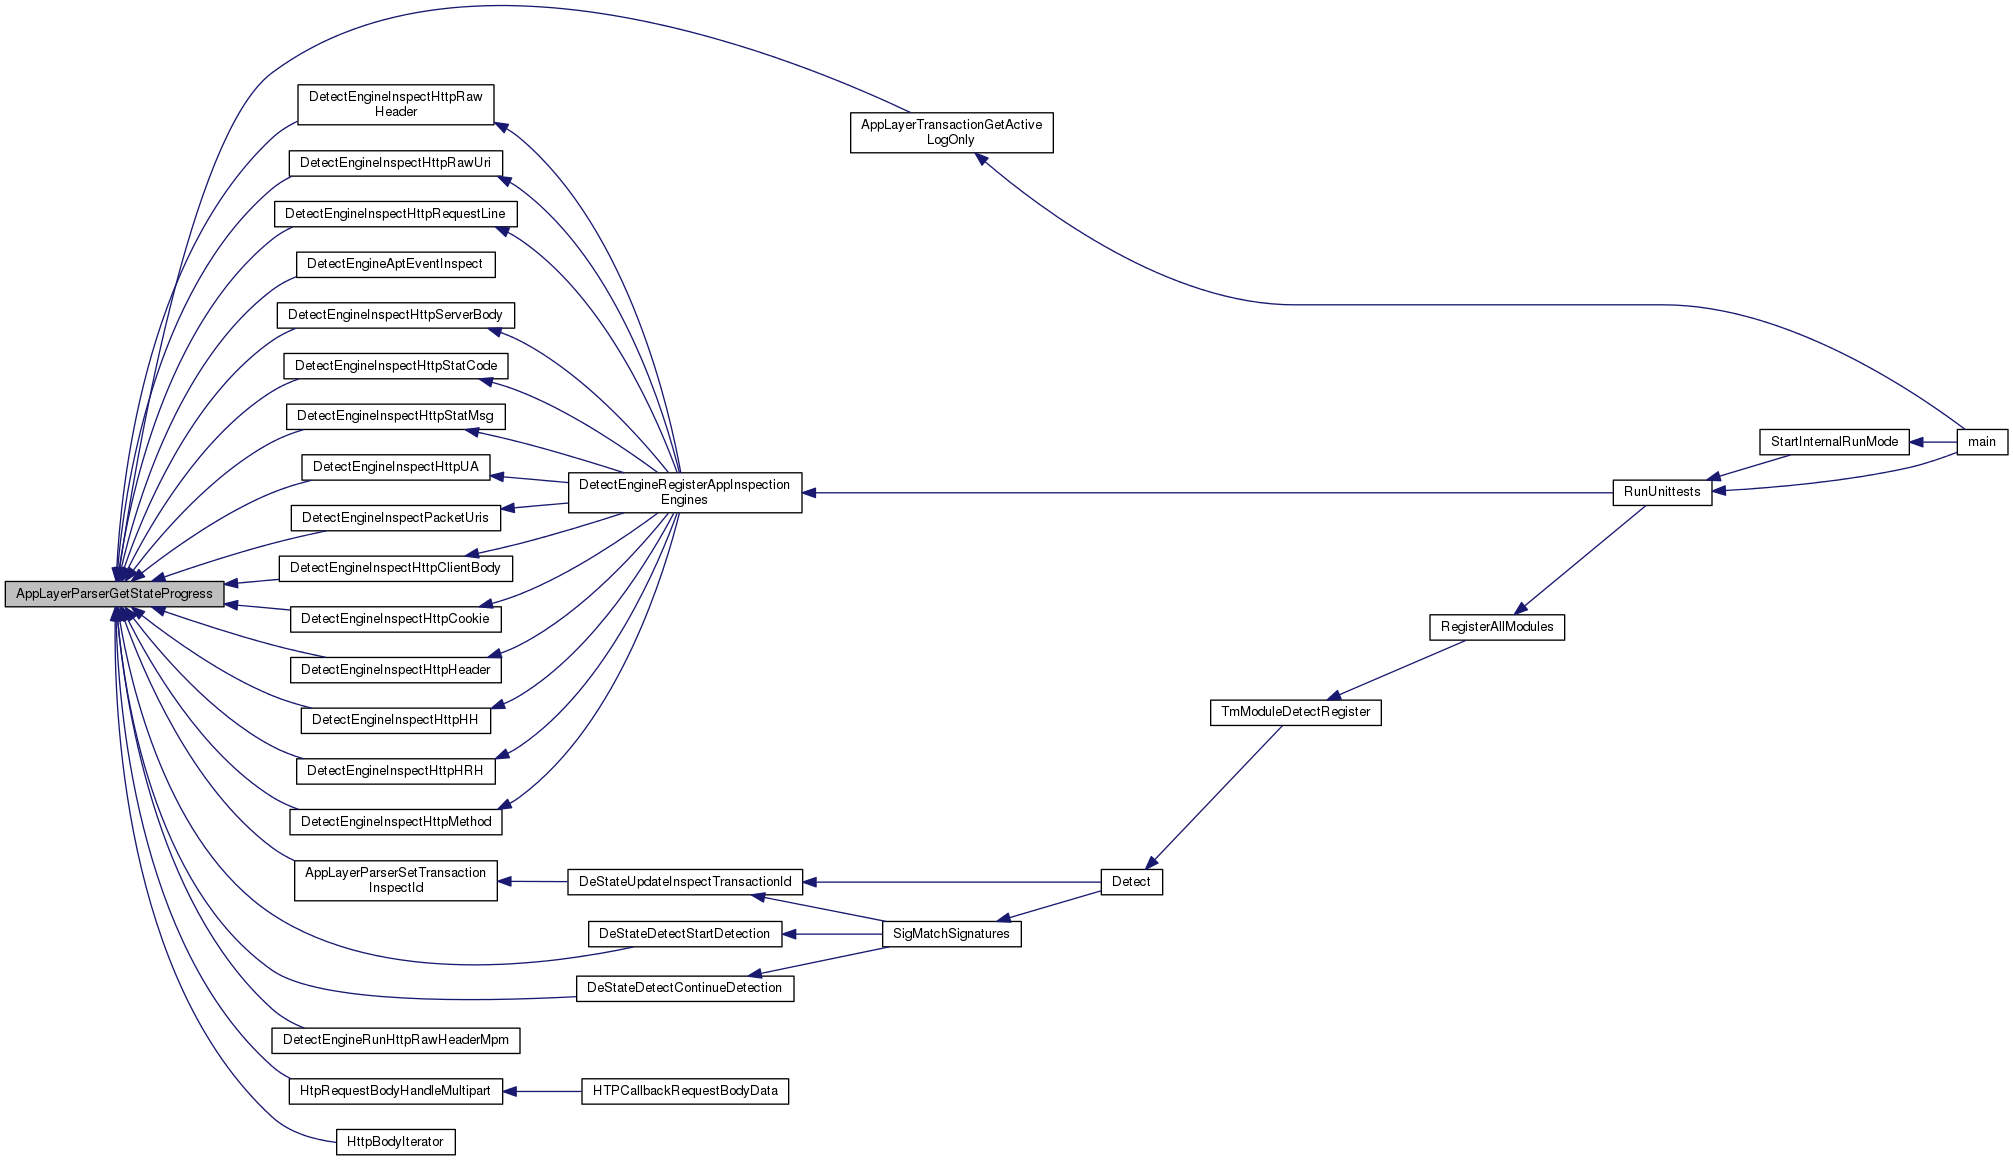 DetectEngineInspectHttpRaw
Header
AppLayerTransactionGetActive
LogOnly
DetectEngineInspectHttpRawUri
DetectEngineInspectHttpRequestLine
DetectEngineAptEventInspect
DetectEngineInspectHttpServerBody
DetectEngineInspectHttpStatCode
DetectEngineInspectHttpStatMsg
StartInternalRunMode
main
DetectEngineInspectHttpUA
DetectEngineRegisterAppInspection
Engines
RunUnittests
DetectEngineInspectPacketUris
DetectEngineInspectHttpClientBody
AppLayerParserGetStateProgress
DetectEngineInspectHttpCookie
RegisterAllModules
DetectEngineInspectHttpHeader
DetectEngineInspectHttpHH
TmModuleDetectRegister
DetectEngineInspectHttpHRH
DetectEngineInspectHttpMethod
AppLayerParserSetTransaction
InspectId
DeStateUpdateInspectTransactionId
Detect
DeStateDetectStartDetection
SigMatchSignatures
DeStateDetectContinueDetection
DetectEngineRunHttpRawHeaderMpm
HtpRequestBodyHandleMultipart
HTPCallbackRequestBodyData
HttpBodyIterator